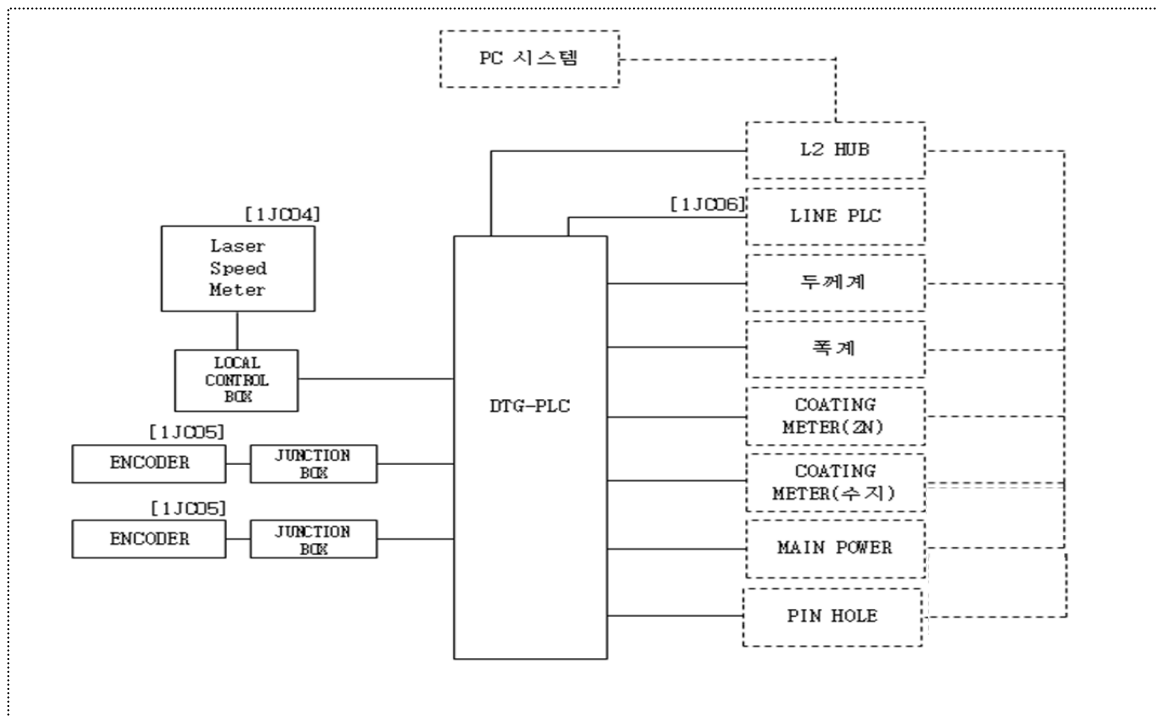 PC 시스템
L2 HUB
[1JC06]
LINE PLC
[1JC04]
Laser
Speed
Meter
두께계
폭계
LOCAL
CONTROL
BOX
DTG-PLC
COATING
METER(2N)
[1JC05]
ENCODER
JUNCTION
BOX
COATING
METER(수지)
[1JC05]
ENCODER
JUNCTION
BOX
MAIN POWER
PIN HOLE